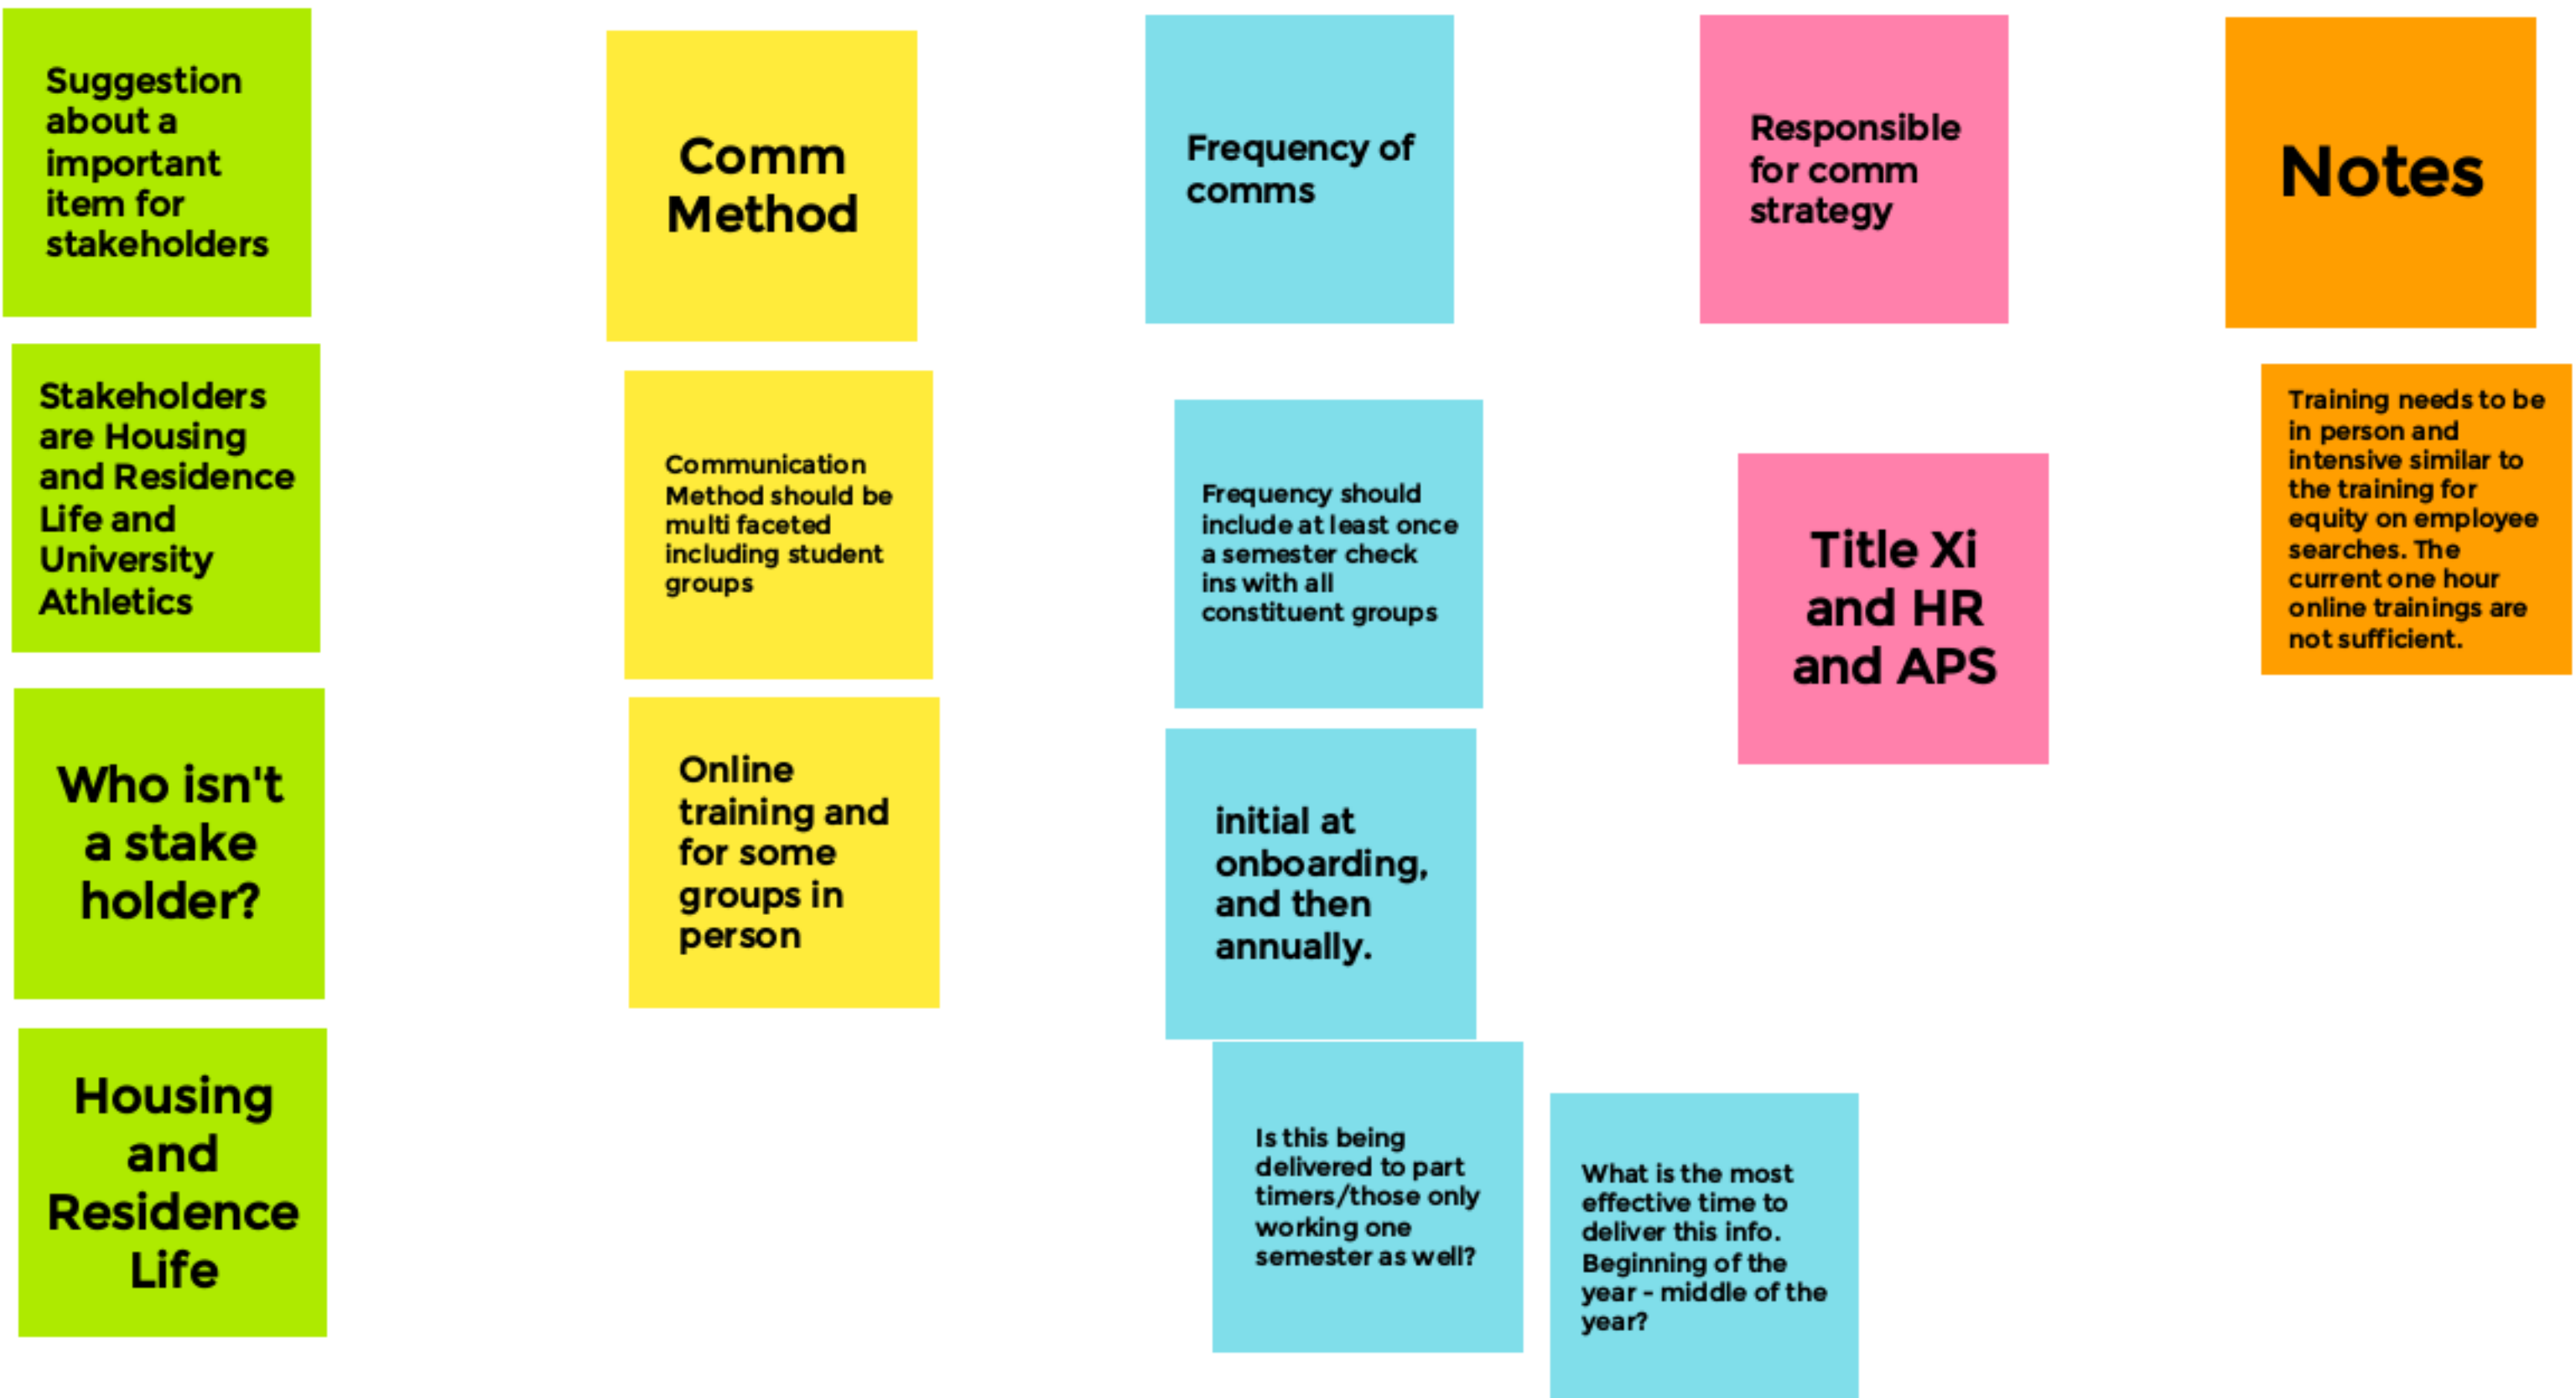 Suggestion
about a
important
item for
stakeholders
Comm
Method
Frequency of
comms
Responsible
for comm
strategy
Notes
Stakeholders
are Housing
and Residence
Life and
University
Athletics
Communication
Method should be
multi faceted
including student
groups
Frequency should
include at least once
a semester check
ins with all
constituent groups
Title Xi
and HR
and APS
Training needs to be
in person and
intensive similar to
the training for
equity on employee
searches. The
current one hour
online trainings are
not sufficient.
Who isn't
a stake
holder?
Online
training and
for some
groups in
person
initial at
onboarding,
and then
annually.
Housing
and
Residence
Life
Is this being
delivered to part
timers/those only
working one
semester as well?
What is the most
effective time to
deliver this info.
Beginning of the
year - middle of the
year?